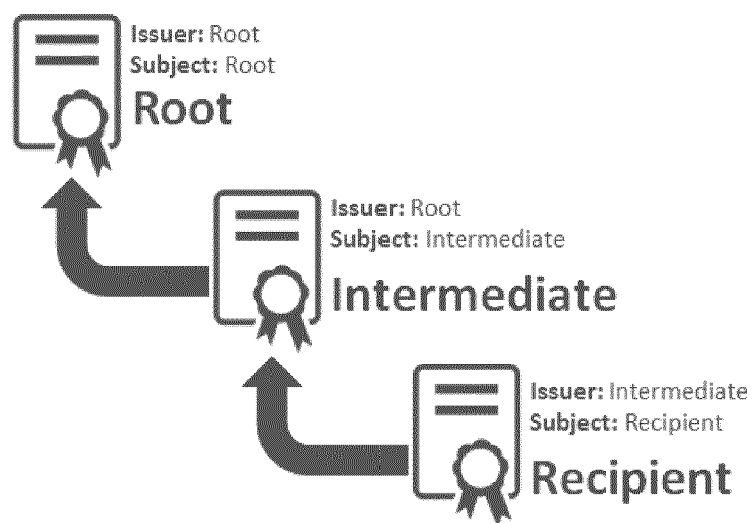 Issuer: Root
Subject: Root
Root
Issuer: Root
Subject: Intermediate
Intermediate
Issuer: Intermediate
Subject: Recipient
Recipient